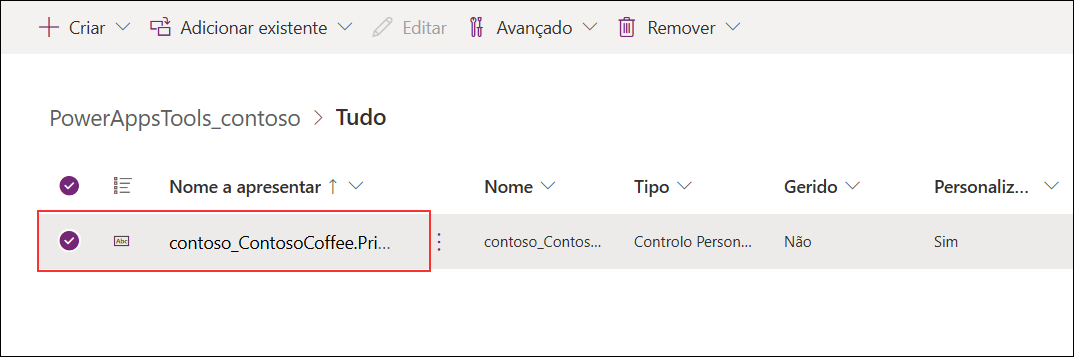 Criar Adicionar existente Editar Avançado Remover
PowerAppsTools_contoso > Tudo
Nome a apresentar ↑ Nome Tipo Gerido Personaliz...
Abc contoso_ContosoCoffee.Pri... contoso_Contos... Controlo Person... Não Sim